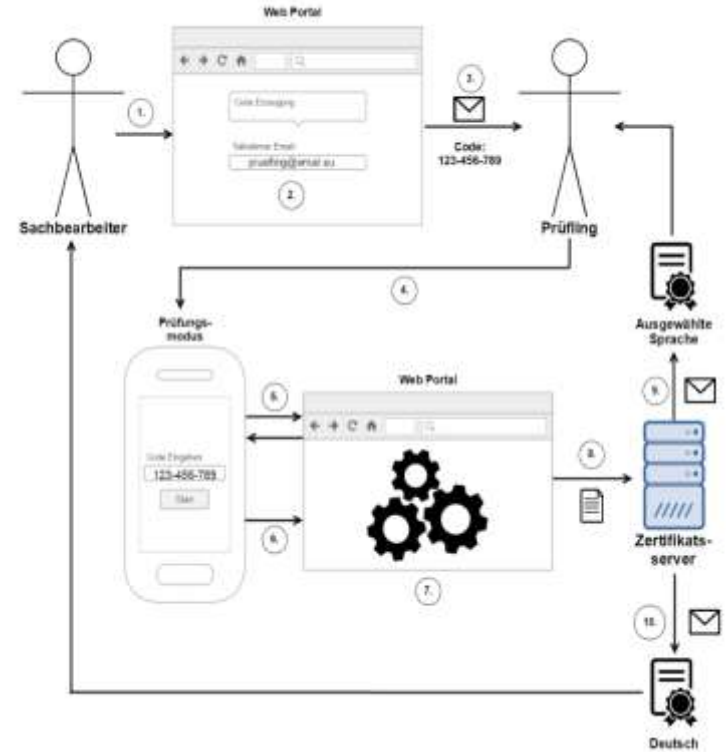 Web Portal
1.
Code Erzeugung
Teilnehmer Email:
pruefling@email.eu
2.
3.
Code:
123-456-789
Sachbearbeiter
Prüfling
4.
Ausgewählte
Sprache
Prüfungs-
modus
Web Portal
5.
9.
Code Eingeben
123-456-789
Start
8.
6.
7.
Zertifikats-
server
10.
Deutsch